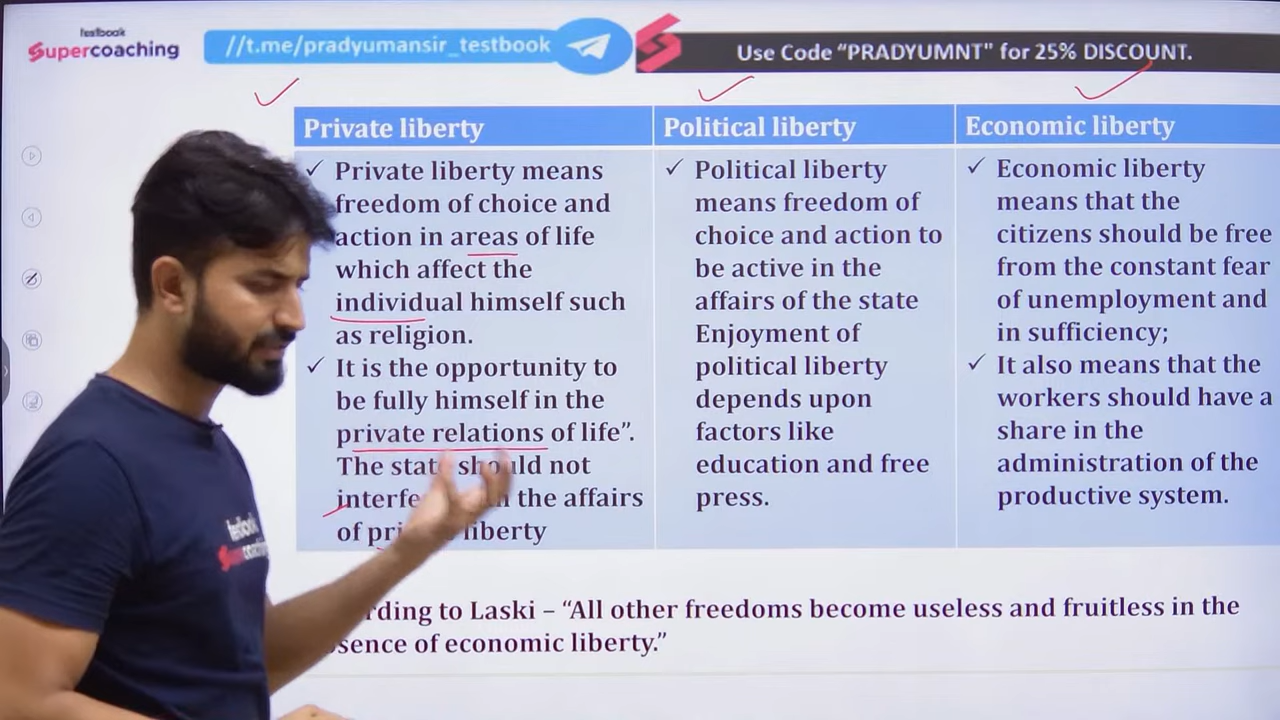 testbook
Supercoaching
//t.me/pradyumansir_testbook
Use Code "PRADYUMNT" for 25% DISCOUNT.
Private liberty
Private liberty means
freedom of choice and
action in areas of life
which affect the
individual himself such
as religion.
It is the opportunity to
be fully himself in the
private relations of life”.
The state should not
the affairs
of liberty
Political liberty
Political liberty
means freedom of
choice and action to
be active in the
affairs of the state
Enjoyment of
political liberty
depends upon
factors like
education and free
press.
Economic liberty
Economic liberty
means that the
citizens should be free
from the constant fear
of unemployment and
in sufficiency;
It also means that the
workers should have a
share in the
administration of the
productive system.
to Laski – “All other freedoms become useless and fruitless in the
of economic liberty.”
testbook